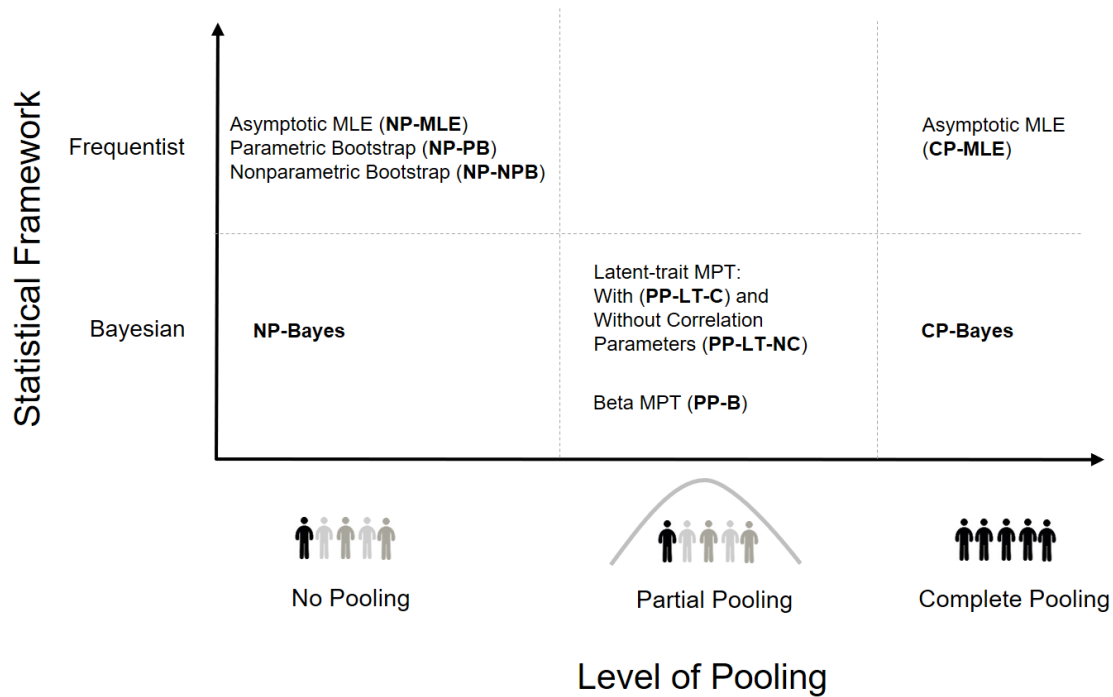 Statistical Framework
Frequentist
Asymptotic MLE (NP-MLE)
Parametric Bootstrap (NP-PB)
Nonparametric Bootstrap (NP-NPB)
Asymptotic MLE
(CP-MLE)
Bayesian
NP-Bayes
Latent-trait MPT:
With (PP-LT-C) and
Without Correlation
Parameters (PP-LT-NC)
Beta MPT (PP-B)
CP-Bayes
No Pooling
Partial Pooling
Complete Pooling
Level of Pooling